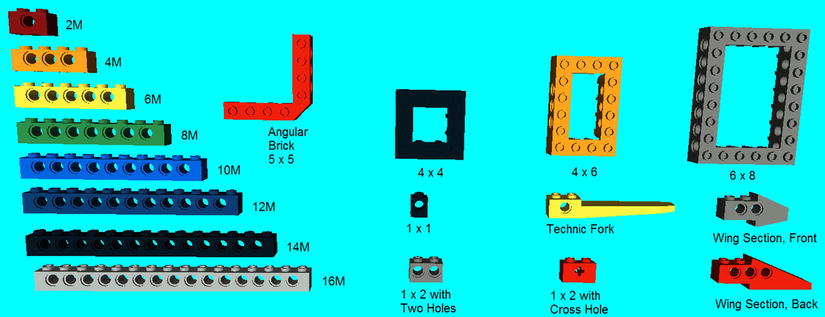 2M
4M
6M
8M
10M
12M
14M
16M
Angular
Brick
5 x 5
4 x 4
4 x 6
6 x 8
1 x 1
Technic Fork
Wing Section, Front
1 x 2 with
Two Holes
1 x 2 with
Cross Hole
Wing Section, Back